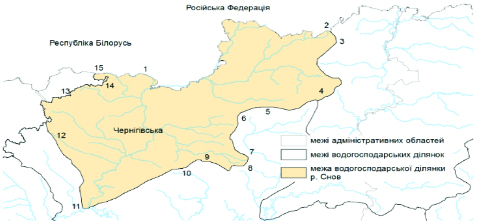 Російська Федерація
Республіка Білорусь
2
3
15
1
14
13
4
5
6
12
Чернігівська
7
9
8
10
11
межі адміністративних областей
межі водогосподарських ділянок
межа водогосподарської ділянки
р. Снов